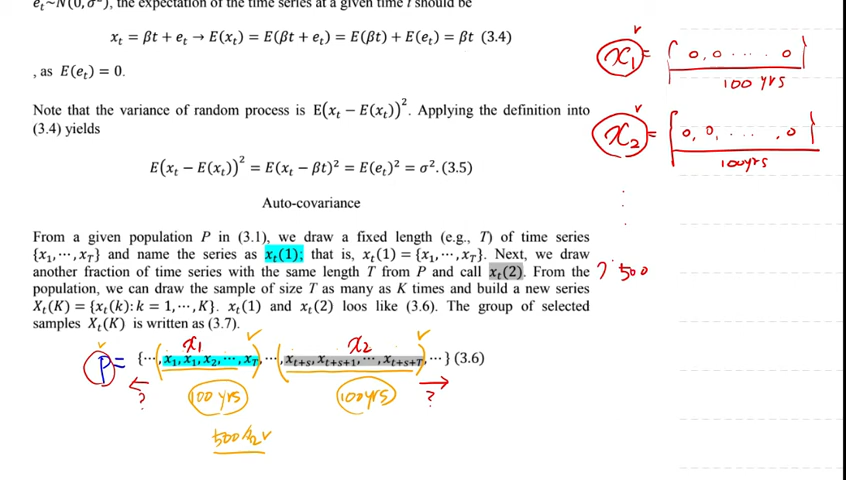 e_t~N(0, σ²), the expectation of the time series at a given time t should be
x_t = βt + e_t → E(x_t) = E(βt + e_t) = E(βt) + E(e_t) = βt (3.4)
, as E(e_t) = 0.
Note that the variance of random process is E(x_t − E(x_t))². Applying the definition into
(3.4) yields
E(x_t − E(x_t))² = E(x_t − βt)² = E(e_t)² = σ². (3.5)
Auto-covariance
From a given population P in (3.1), we draw a fixed length (e.g., T) of time series
{x_1, ⋯, x_T} and name the series as x_t(1); that is, x_t(1) = {x_1, ⋯, x_T}. Next, we draw
another fraction of time series with the same length T from P and call x_t(2). From the
population, we can draw the sample of size T as many as K times and build a new series
X_t(K) = {x_t(k): k = 1, ⋯, K}. x_t(1) and x_t(2) loos like (3.6). The group of selected
samples X_t(K) is written as (3.7).
x1 x2
P = {⋯, x_1, x_1, x_2, ⋯, x_T, ⋯, x_{t+s}, x_{t+s+1}, ⋯, x_{t+s+T}, ⋯} (3.6)
? 100 yrs 100yrs ?
x1 = { 0, 0 ⋯ 0 }
100 yrs
x2 = { 0, 0, ⋯, 0 }
100yrs
? 500